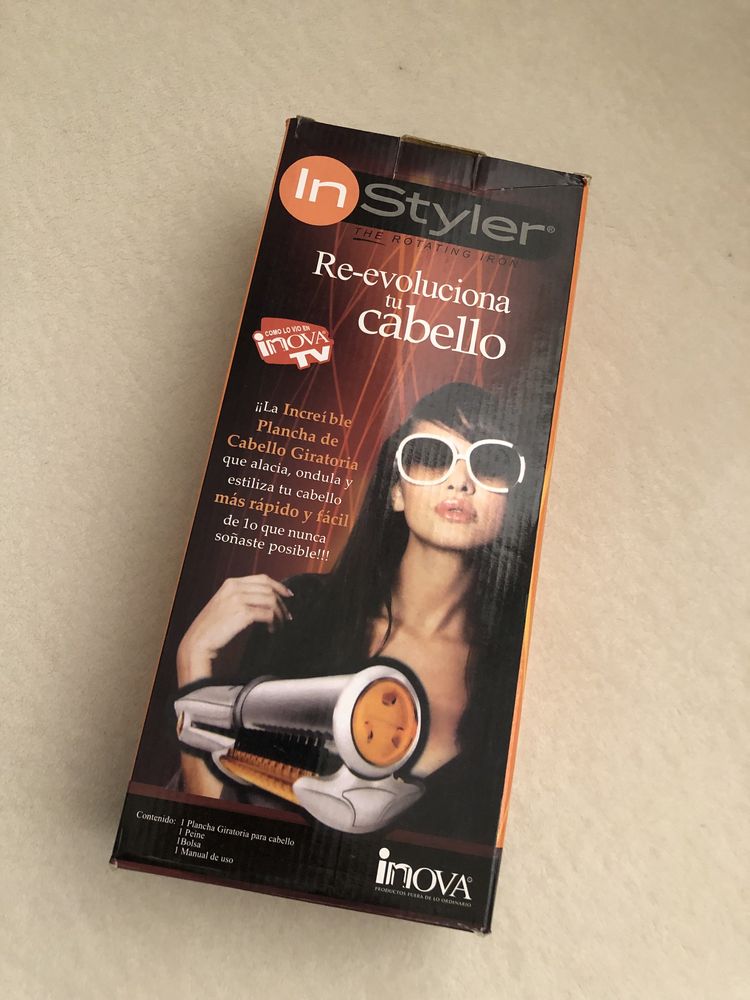 InStyler®
THE ROTATING IRON
Re-evoluciona
tu
cabello
COMO LO VIO EN
inova
TV
¡¡La Increíble
Plancha de
Cabello Giratoria
que alacia, ondula y
estiliza tu cabello
más rápido y fácil
de 1o que nunca
soñaste posible!!!
Contenido: 1 Plancha Giratoria para cabello
1 Peine
1Bolsa
1 Manual de uso
inova
PRODUCTOS FUERA DE LO ORDINARIO